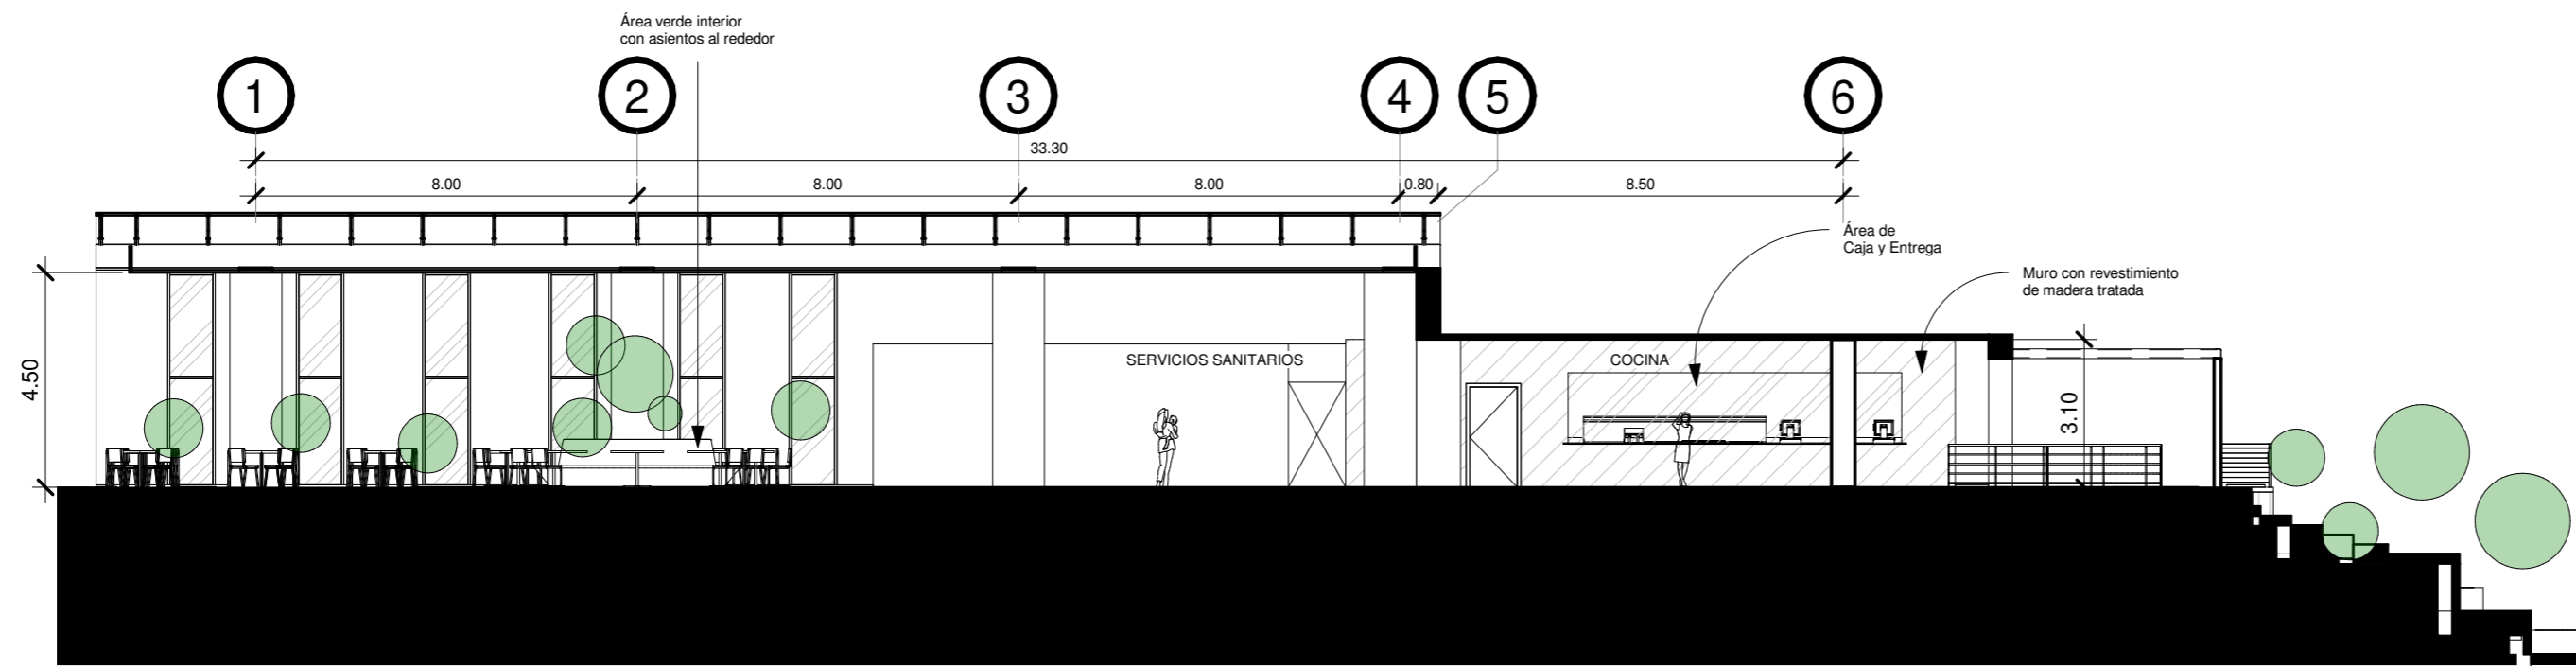 Área verde interior
con asientos al rededor
1
2
3
4
5
6
33.30
8.00
8.00
8.00
0.80
8.50
Área de
Caja y Entrega
Muro con revestimiento
de madera tratada
4.50
SERVICIOS SANITARIOS
COCINA
3.10